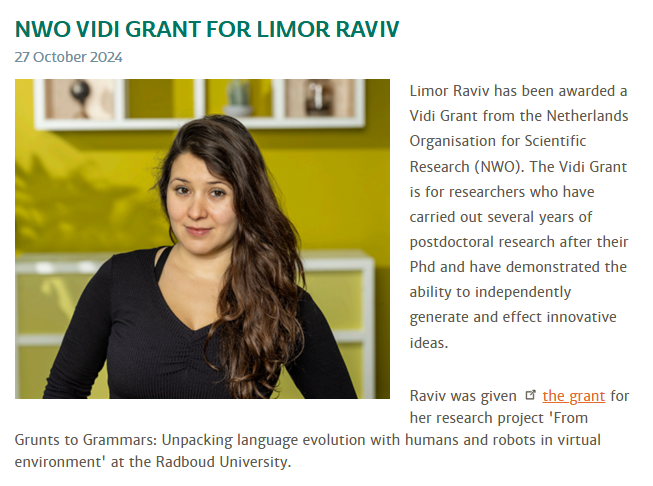 NWO VIDI GRANT FOR LIMOR RAVIV
27 October 2024
Limor Raviv has been awarded a
Vidi Grant from the Netherlands
Organisation for Scientific
Research (NWO). The Vidi Grant
is for researchers who have
carried out several years of
postdoctoral research after their
Phd and have demonstrated the
ability to independently
generate and effect innovative
ideas.
Raviv was given the grant for
her research project 'From
Grunts to Grammars: Unpacking language evolution with humans and robots in virtual
environment' at the Radboud University.